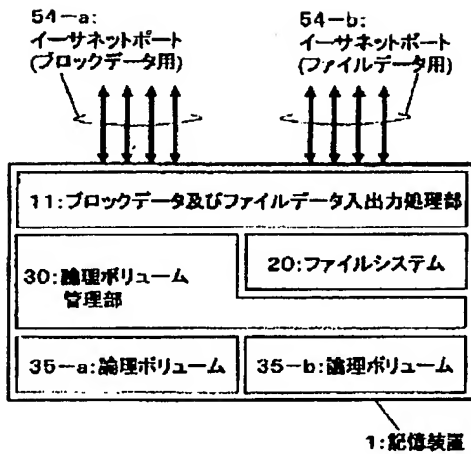 54-a:
イーサネットポート
(ブロックデータ用)
54-b:
イーサネットポート
(ファイルデータ用)
11:ブロックデータ及びファイルデータ入出力処理部
30:論理ボリューム
管理部
20:ファイルシステム
35-a:論理ボリューム
35-b:論理ボリューム
1:記憶装置